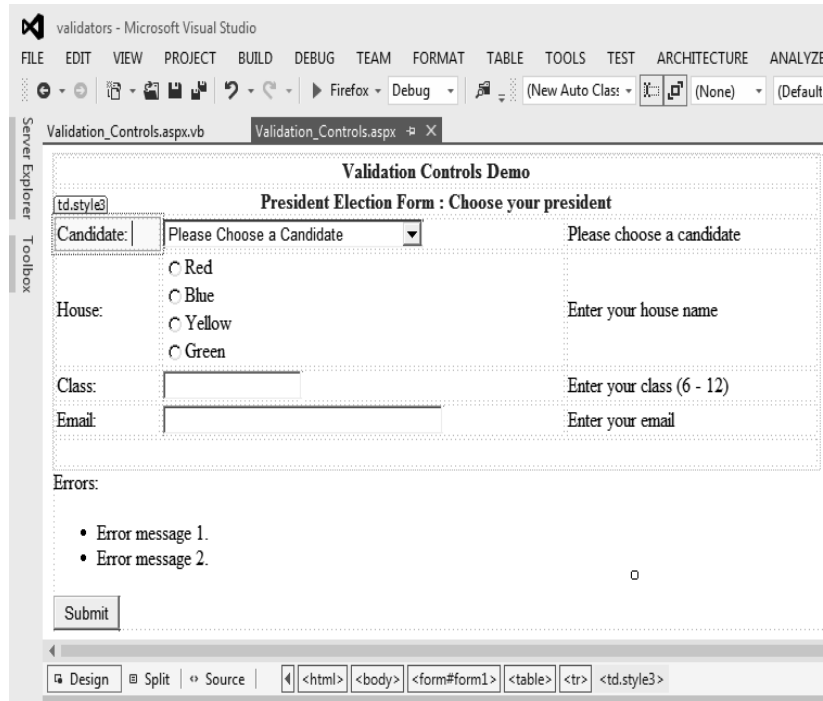 validators - Microsoft Visual Studio
FILE EDIT VIEW PROJECT BUILD DEBUG TEAM FORMAT TABLE TOOLS TEST ARCHITECTURE ANALYZE
Firefox Debug (New Auto Class (None) (Default
Server Explorer
Toolbox
Validation_Controls.aspx.vb Validation_Controls.aspx
Validation Controls Demo
td.style3
President Election Form : Choose your president
Candidate: Please Choose a Candidate Please choose a candidate
Red
Blue
House: Enter your house name
Yellow
Green
Class: Enter your class (6 - 12)
Email: Enter your email
Errors:
• Error message 1.
• Error message 2.
Submit
Design Split Source <html> <body> <form#form1> <table> <tr> <td.style3>